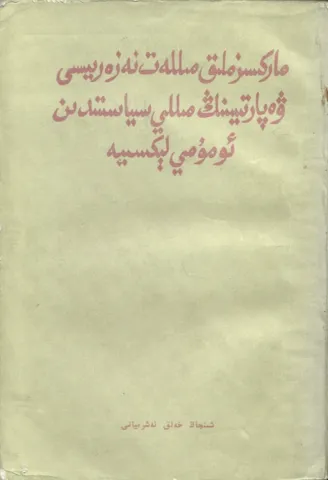 ماركسىزملىق مىللەت نەزەرىيىسى
ۋە پارتىيىنىڭ مىللىي سىياسىتىدىن
ئومۇمىي لېكسىيە
شىنجاڭ خەلق نەشرىياتى